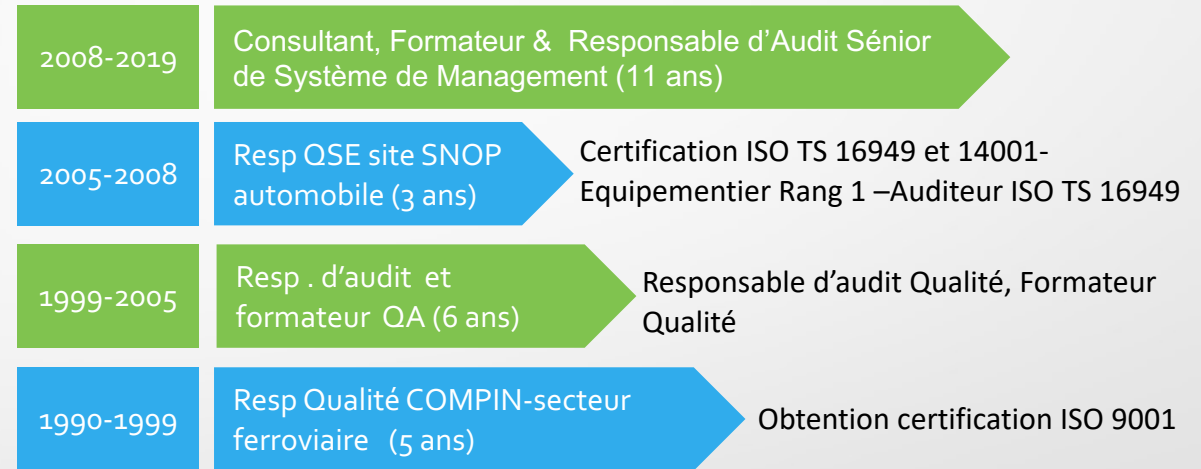 2008-2019
Consultant, Formateur & Responsable d’Audit Sénior
de Système de Management (11 ans)
2005-2008
Resp QSE site SNOP
automobile (3 ans)
Certification ISO TS 16949 et 14001-
Equipementier Rang 1 –Auditeur ISO TS 16949
1999-2005
Resp . d’audit et
formateur QA (6 ans)
Responsable d’audit Qualité, Formateur
Qualité
1990-1999
Resp Qualité COMPIN-secteur
ferroviaire (5 ans)
Obtention certification ISO 9001